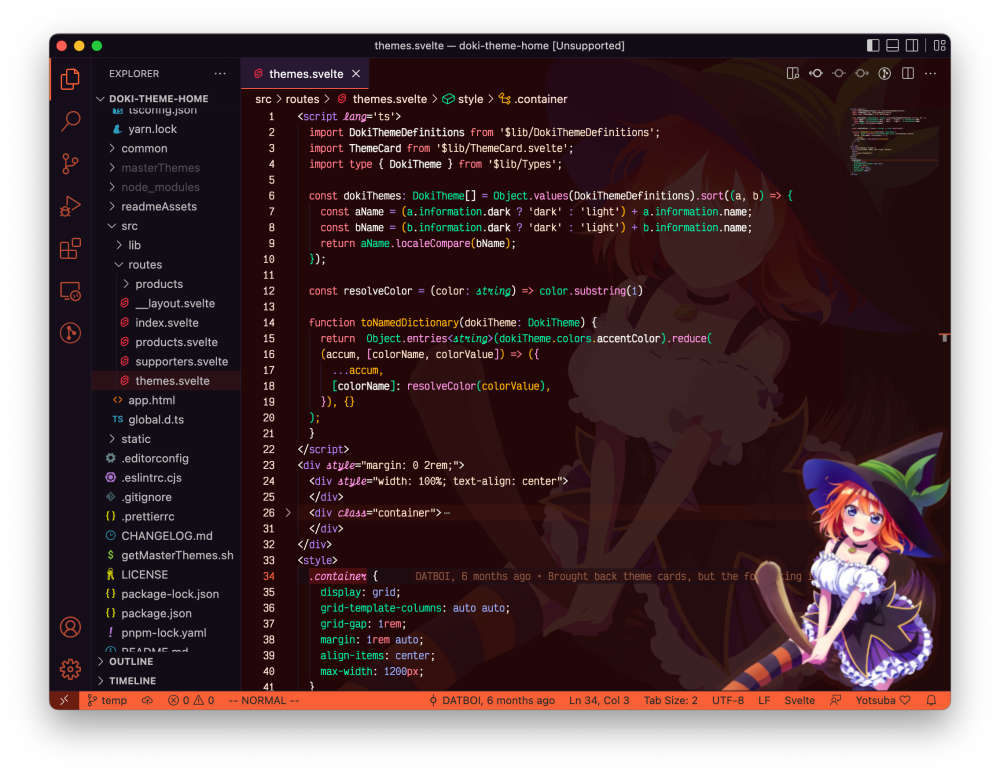 themes.svelte — doki-theme-home [Unsupported]
EXPLORER
DOKI-THEME-HOME
tsconfig.json
yarn.lock
common
masterThemes
node_modules
readmeAssets
src
lib
routes
products
__layout.svelte
index.svelte
products.svelte
supporters.svelte
themes.svelte
<> app.html
TS global.d.ts
static
.editorconfig
.eslintrc.cjs
.gitignore
{} .prettierrc
CHANGELOG.md
$ getMasterThemes.sh
LICENSE
{} package-lock.json
{} package.json
! pnpm-lock.yaml
README.md
OUTLINE
TIMELINE
themes.svelte
src > routes > themes.svelte > style > .container
1 <script lang='ts'>
2 import DokiThemeDefinitions from '$lib/DokiThemeDefinitions';
3 import ThemeCard from '$lib/ThemeCard.svelte';
4 import type { DokiTheme } from '$lib/Types';
5
6 const dokiThemes: DokiTheme[] = Object.values(DokiThemeDefinitions).sort((a, b) => {
7 const aName = (a.information.dark ? 'dark' : 'light') + a.information.name;
8 const bName = (b.information.dark ? 'dark' : 'light') + b.information.name;
9 return aName.localeCompare(bName);
10 });
11
12 const resolveColor = (color: string) => color.substring(1)
13
14 function toNamedDictionary(dokiTheme: DokiTheme) {
15 return Object.entries<string>(dokiTheme.colors.accentColor).reduce(
16 (accum, [colorName, colorValue]) => ({
17 ...accum,
18 [colorName]: resolveColor(colorValue),
19 }), {}
20 );
21 }
22 </script>
23 <div style="margin: 0 2rem;">
24 <div style="width: 100%; text-align: center">
25 </div>
26 <div class="container">⋯
31 </div>
32 </div>
33 <style>
34 .container { DATBOI, 6 months ago • Brought back theme cards, but the
35 display: grid;
36 grid-template-columns: auto auto;
37 grid-gap: 1rem;
38 margin: 1rem auto;
39 align-items: center;
40 max-width: 1200px;
41 }
temp 0 0 -- NORMAL -- DATBOI, 6 months ago Ln 34, Col 3 Tab Size: 2 UTF-8 LF Svelte Yotsuba ♡